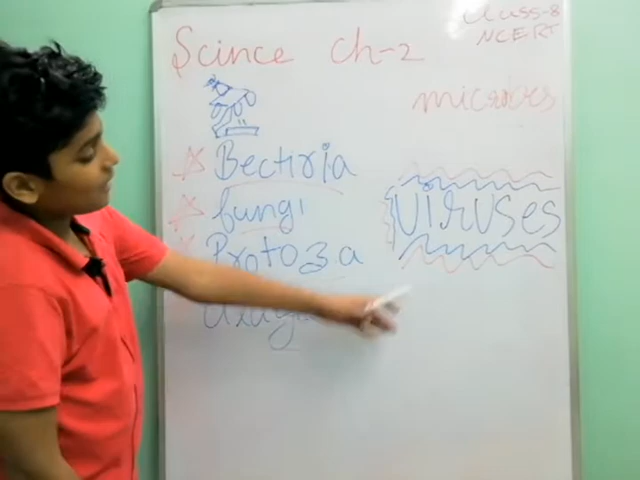 Class-8
NCERT
Scince Ch-2
microbes
Bectiria
fungi
Protoza
Viruses